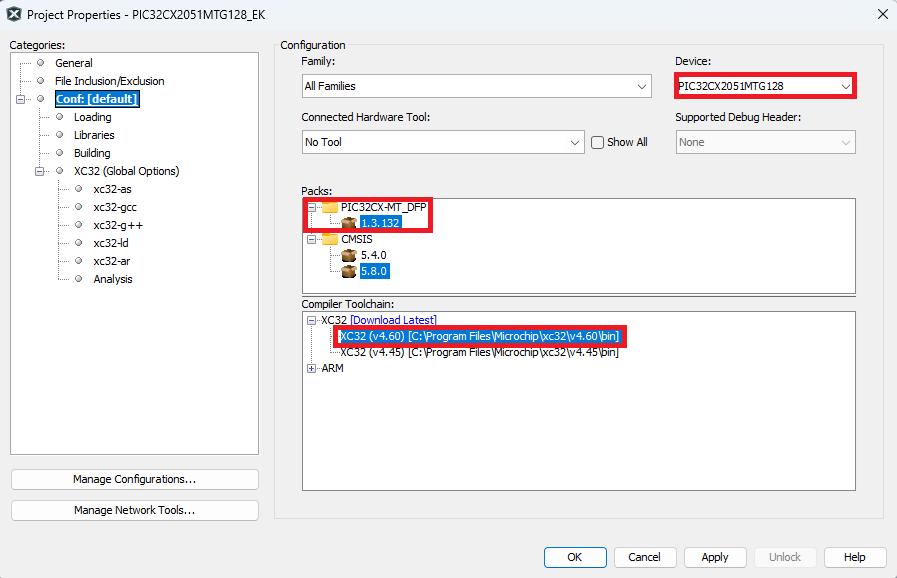 Project Properties - PIC32CX2051MTG128_EK
Categories:
General
File Inclusion/Exclusion
Conf: [default]
Loading
Libraries
Building
XC32 (Global Options)
xc32-as
xc32-gcc
xc32-g++
xc32-ld
xc32-ar
Analysis
Manage Configurations...
Manage Network Tools...
Configuration
Family:
All Families
Device:
PIC32CX2051MTG128
Connected Hardware Tool:
No Tool
Show All
Supported Debug Header:
None
Packs:
PIC32CX-MT_DFP
1.3.132
CMSIS
5.4.0
5.8.0
Compiler Toolchain:
XC32 [Download Latest]
XC32 (v4.60) [C:\Program Files\Microchip\xc32\v4.60\bin]
XC32 (v4.45) [C:\Program Files\Microchip\xc32\v4.45\bin]
ARM
OK
Cancel
Apply
Unlock
Help